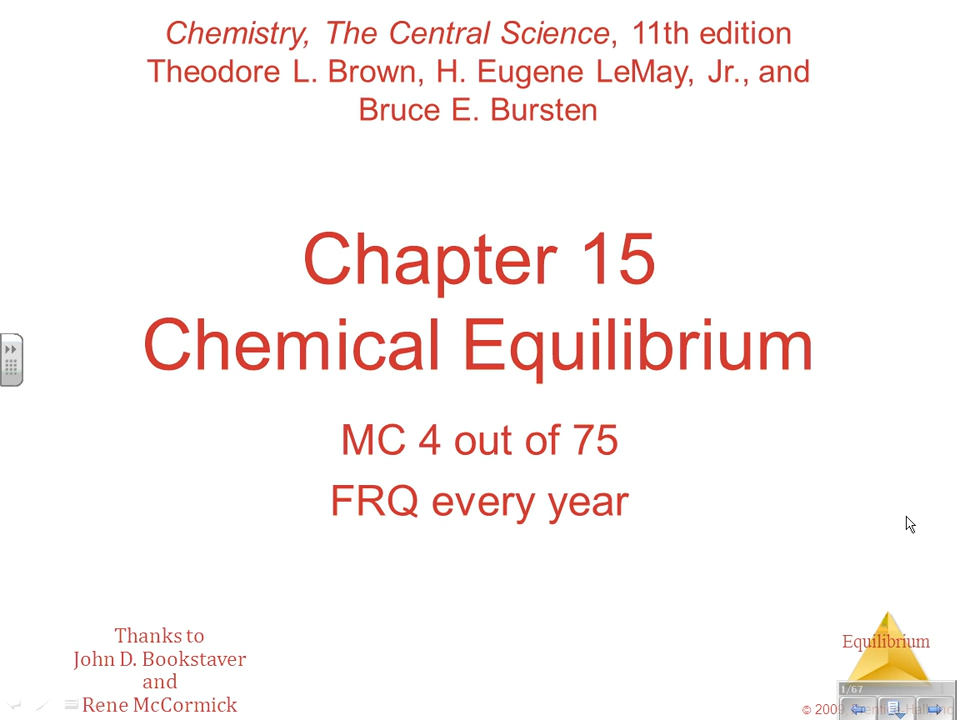 Chemistry, The Central Science, 11th edition
Theodore L. Brown, H. Eugene LeMay, Jr., and
Bruce E. Bursten
Chapter 15
Chemical Equilibrium
MC 4 out of 75
FRQ every year
Thanks to
John D. Bookstaver
and
Rene McCormick
Equilibrium
1/67
© 2009